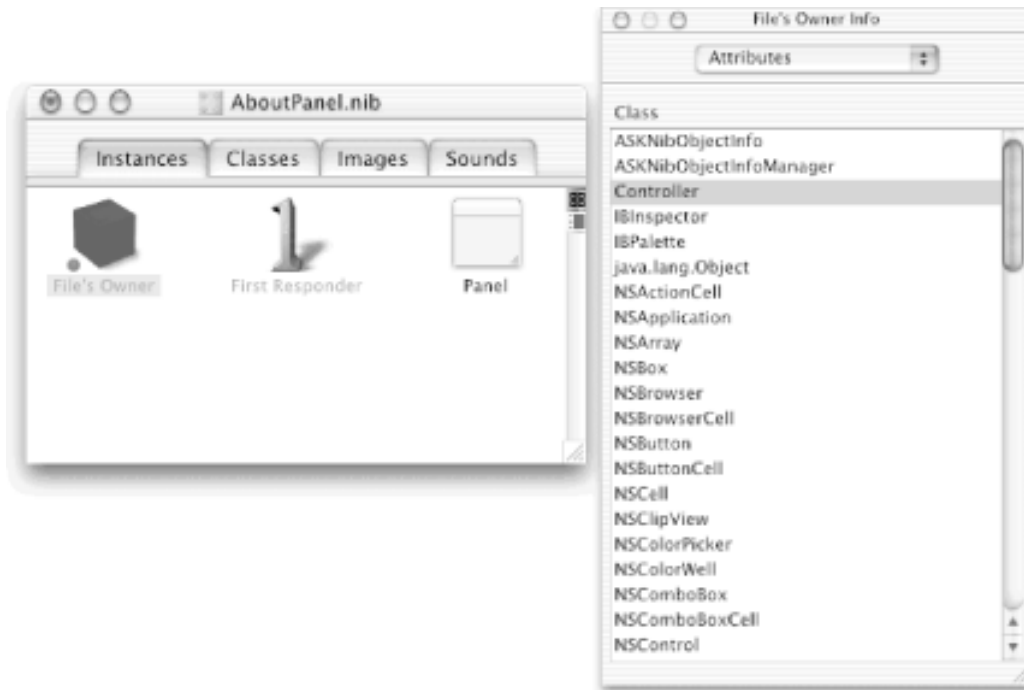 AboutPanel.nib
Instances Classes Images Sounds
File's Owner First Responder Panel
File's Owner Info
Attributes
Class
ASKNibObjectInfo
ASKNibObjectInfoManager
Controller
IBInspector
IBPalette
java.lang.Object
NSActionCell
NSApplication
NSArray
NSBox
NSBrowser
NSBrowserCell
NSButton
NSButtonCell
NSCell
NSClipView
NSColorPicker
NSColorWell
NSComboBox
NSComboBoxCell
NSControl